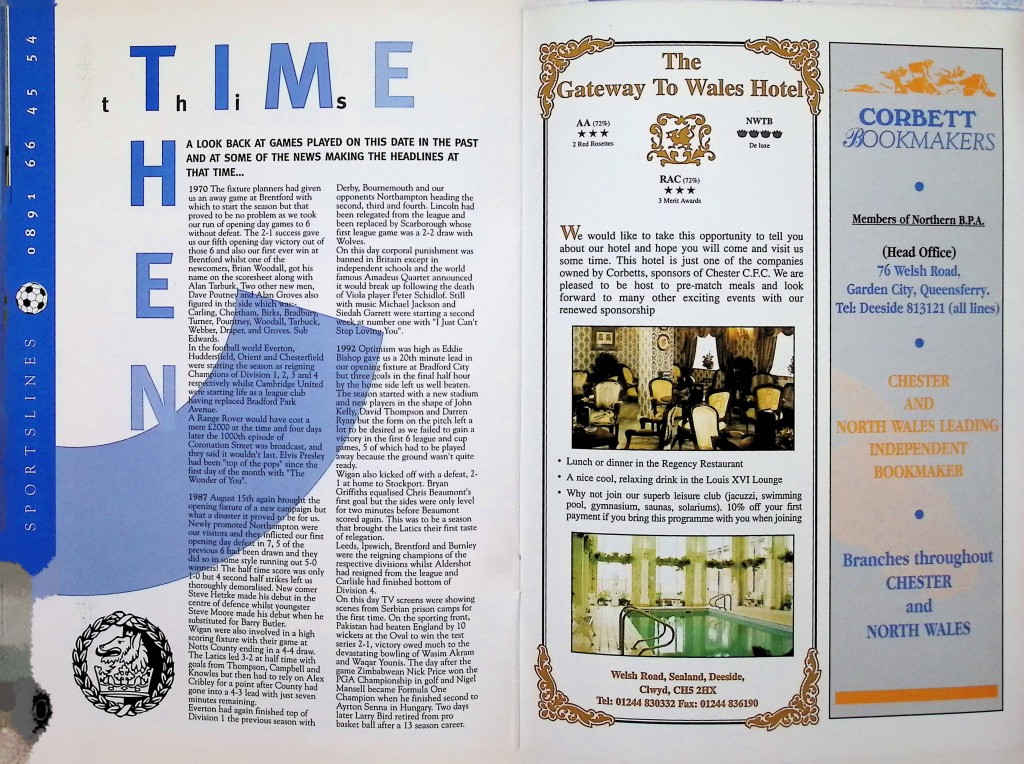 SPORTSLINES 0891 66 45 54
t h i s
TIME
THEN
A LOOK BACK AT GAMES PLAYED ON THIS DATE IN THE PAST
AND AT SOME OF THE NEWS MAKING THE HEADLINES AT
THAT TIME...
1970 The fixture planners had given
us an away game at Brentford with
which to start the season but that
proved to be no problem as we took
our run of opening day games to 6
without defeat. The 2-1 success gave
us our fifth opening day victory out of
those 6 and also our first ever win at
Brentford whilst one of the
newcomers, Brian Woodall, got his
name on the scoresheet along with
Alan Tarbuk. Two other new men,
Dave Poutney and Alan Groves also
figured in the side which was:-
Carling, Cheetham, Birks, Bradbury,
Turner, Pountney, Woodall, Tarbuck,
Webber, Draper, and Groves. Sub
Edwards.
In the football world Everton,
Huddersfield, Orient and Chesterfield
were starting the season as reigning
Champions of Division 1, 2, 3 and 4
respectively whilst Cambridge United
were starting life as a league club
having replaced Bradford Park
Avenue.
A Range Rover would have cost a
mere £2000 at the time and four days
later the 1000th episode of
Coronation Street was broadcast, and
they said it wouldn't last. Elvis Presley
had been "top of the pops" since the
first day of the month with "The
Wonder of You".
1987 August 15th again brought the
opening fixture of a new campaign but
what a disaster it proved to be for us.
Newly promoted Northampton were
our visitors and they inflicted our first
opening day defeat in 7, 5 of the
previous 6 had been drawn and they
did so in some style running out 5-0
winners! The half time score was only
1-0 but 4 second half strikes left us
thoroughly demoralised. New comer
Steve Hetzke made his debut in the
centre of defence whilst youngster
Steve Moore made his debut when he
substituted for Barry Butler.
Wigan were also involved in a high
scoring fixture with their game at
Notts County ending in a 4-4 draw.
The Latics led 3-2 at half time with
goals from Thompson, Campbell and
Knowles but then had to rely on Alex
Cribley for a point after County had
gone into a 4-3 lead with just seven
minutes remaining.
Everton had again finished top of
Division 1 the previous season with
Derby, Bournemouth and our
opponents Northampton heading the
second, third and fourth. Lincoln had
been relegated from the league and
been replaced by Scarborough whose
first league game was a 2-2 draw with
Wolves.
On this day corporal punishment was
banned in Britain except in
independent schools and the world
famous Amadeus Quartet announced
it would break up following the death
of Viola player Peter Schidlof. Still
with music Michael Jackson and
Siedah Garrett were starting a second
week at number one with "I Just Can't
Stop Loving You".
1992 Optimism was high as Eddie
Bishop gave us a 20th minute lead in
our opening fixture at Bradford City
but three goals in the final half hour
by the home side left us well beaten.
The season started with a new stadium
and new players in the shape of John
Kelly, David Thompson and Darren
Ryan but the form on the pitch left a
lot to be desired as we failed to gain a
victory in the first 6 league and cup
games, 5 of which had to be played
away because the ground wasn't quite
ready.
Wigan also kicked off with a defeat, 2-
1 at home to Stockport. Bryan
Griffiths equalised Chris Beaumont's
first goal but the sides were only level
for two minutes before Beaumont
scored again. This was to be a season
that brought the Latics their first taste
of relegation.
Leeds, Ipswich, Brentford and Burnley
were the reigning champions of the
respective divisions whilst Aldershot
had resigned from the league and
Carlisle had finished bottom of
Division 4.
On this day TV screens were showing
scenes from Serbian prison camps for
the first time. On the sporting front,
Pakistan had beaten England by 10
wickets at the Oval to win the test
series 2-1, victory owed much to the
devastating bowling of Wasim Akram
and Waqar Younis. The day after the
game Zimbabwean Nick Price won the
PGA Championship in golf and Nigel
Mansell became Formula One
Champion when he finished second to
Ayrton Senna in Hungary. Two days
later Larry Bird retired from pro
basket ball after a 13 season career.
The
Gateway To Wales Hotel
AA (72%)
★★★
2 Red Rosettes
NWTB
De luxe
RAC (72%)
★★★
3 Merit Awards
We would like to take this opportunity to tell you
about our hotel and hope you will come and visit us
some time. This hotel is just one of the companies
owned by Corbetts, sponsors of Chester C.F.C. We are
pleased to be host to pre-match meals and look
forward to many other exciting events with our
renewed sponsorship
• Lunch or dinner in the Regency Restaurant
• A nice cool, relaxing drink in the Louis XVI Lounge
• Why not join our superb leisure club (jacuzzi, swimming
pool, gymnasium, saunas, solariums). 10% off your first
payment if you bring this programme with you when joining
Welsh Road, Sealand, Deeside,
Clwyd, CH5 2HX
Tel: 01244 830332 Fax: 01244 836190
CORBETT
BOOKMAKERS
Members of Northern B.P.A.
(Head Office)
76 Welsh Road,
Garden City, Queensferry.
Tel: Deeside 813121 (all lines)
CHESTER
AND
NORTH WALES LEADING
INDEPENDENT
BOOKMAKER
Branches throughout
CHESTER
and
NORTH WALES